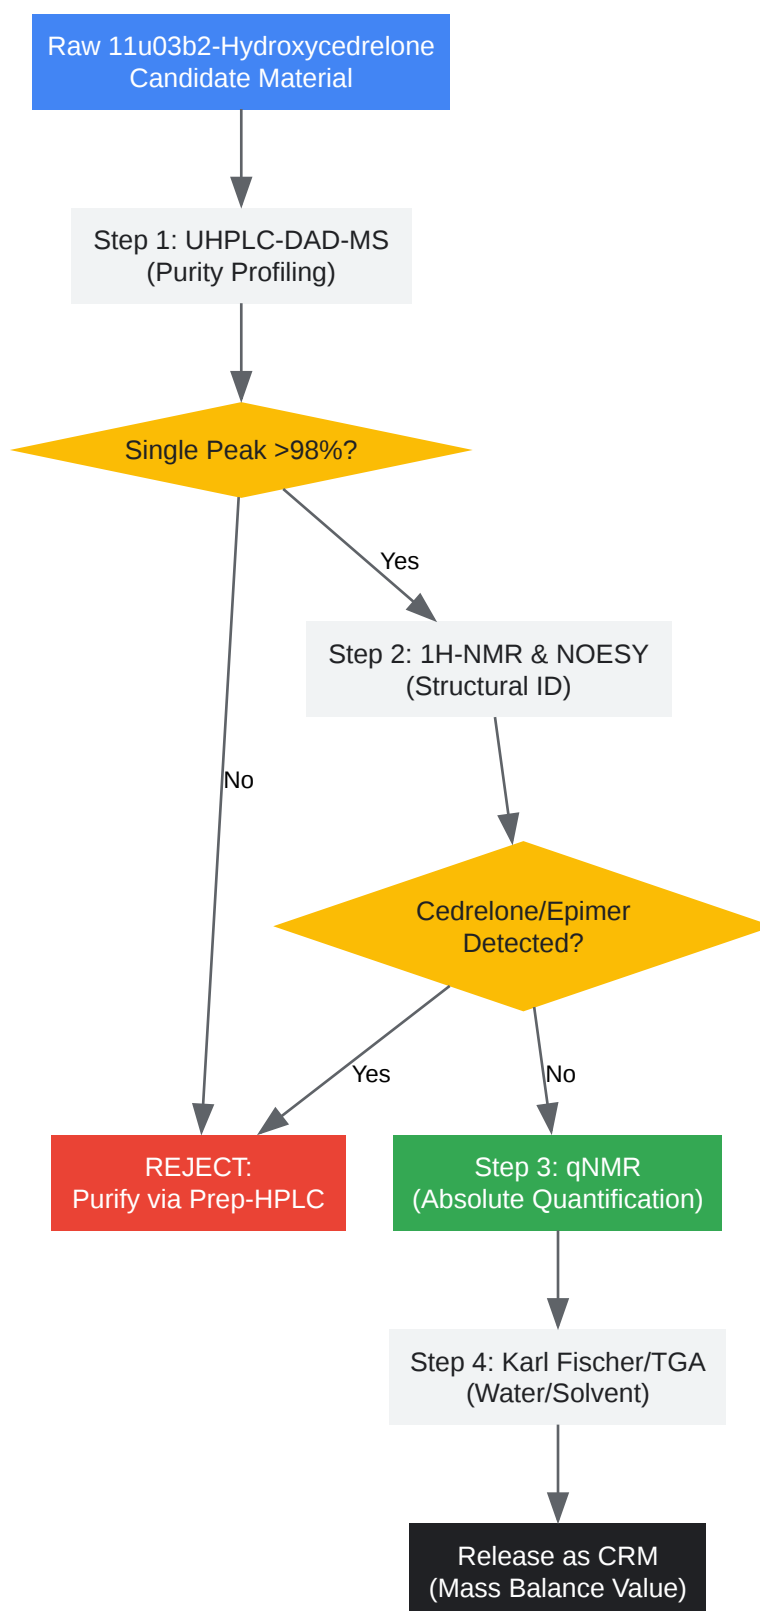 Raw 11u03b2-Hydroxycedrelone
Candidate Material
Step 1: UHPLC-DAD-MS
(Purity Profiling)
Single Peak >98%?
Yes
Step 2: 1H-NMR & NOESY
(Structural ID)
No
Cedrelone/Epimer
Detected?
Yes
No
REJECT:
Purify via Prep-HPLC
Step 3: qNMR
(Absolute Quantification)
Step 4: Karl Fischer/TGA
(Water/Solvent)
Release as CRM
(Mass Balance Value)